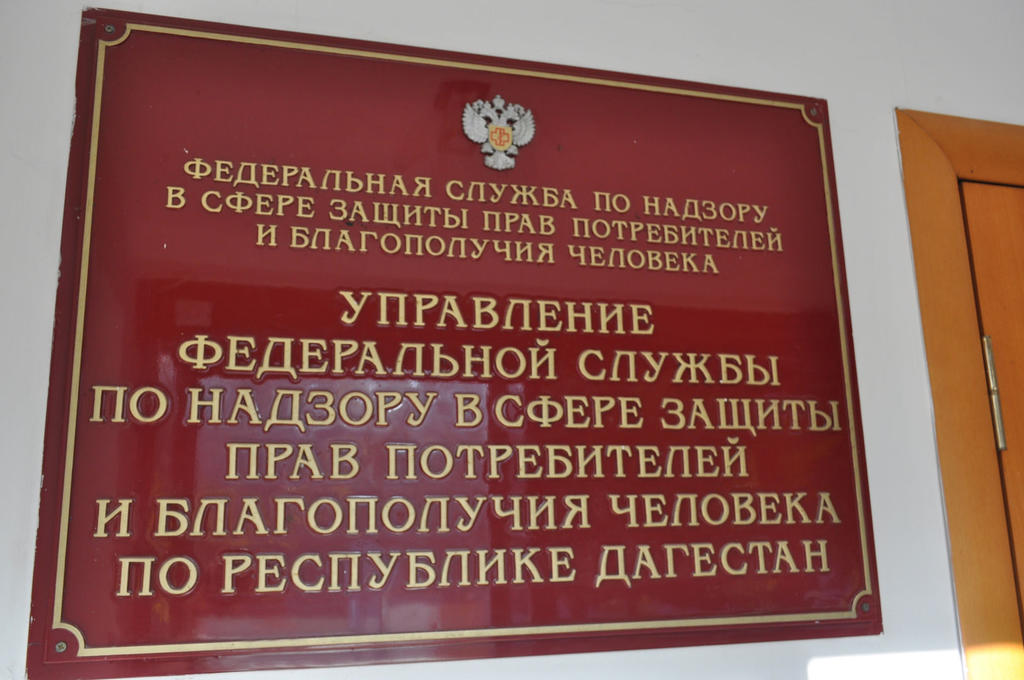 ФЕДЕРАЛЬНАЯ СЛУЖБА ПО НАДЗОРУ
В СФЕРЕ ЗАЩИТЫ ПРАВ ПОТРЕБИТЕЛЕЙ
И БЛАГОПОЛУЧИЯ ЧЕЛОВЕКА
УПРАВЛЕНИЕ
ФЕДЕРАЛЬНОЙ СЛУЖБЫ
ПО НАДЗОРУ В СФЕРЕ ЗАЩИТЫ
ПРАВ ПОТРЕБИТЕЛЕЙ
И БЛАГОПОЛУЧИЯ ЧЕЛОВЕКА
ПО РЕСПУБЛИКЕ ДАГЕСТАН